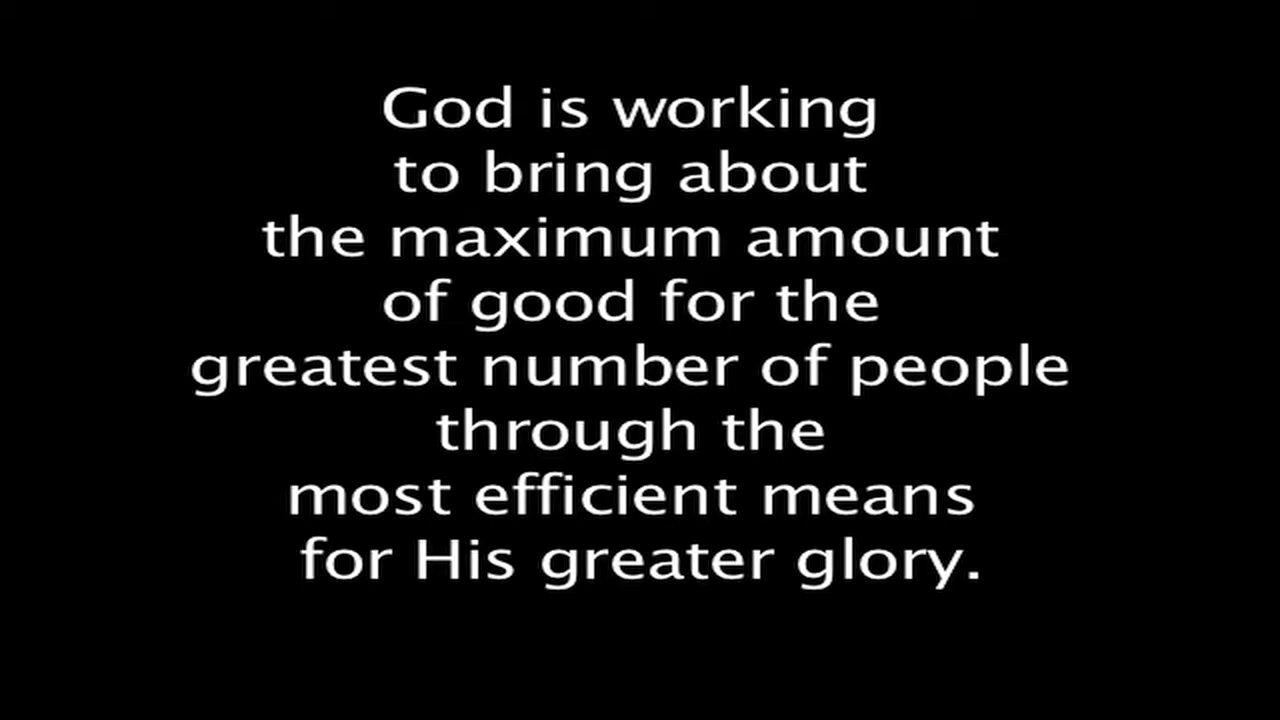 God is working
to bring about
the maximum amount
of good for the
greatest number of people
through the
most efficient means
for His greater glory.